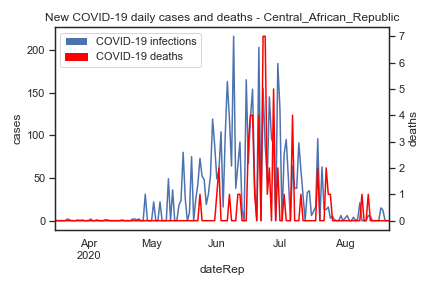 New COVID-19 daily cases and deaths - Central_African_Republic
COVID-19 infections
COVID-19 deaths
200
150
100
50
0
cases
7
6
5
4
3
2
1
0
deaths
Apr
2020
May
Jun
Jul
Aug
dateRep